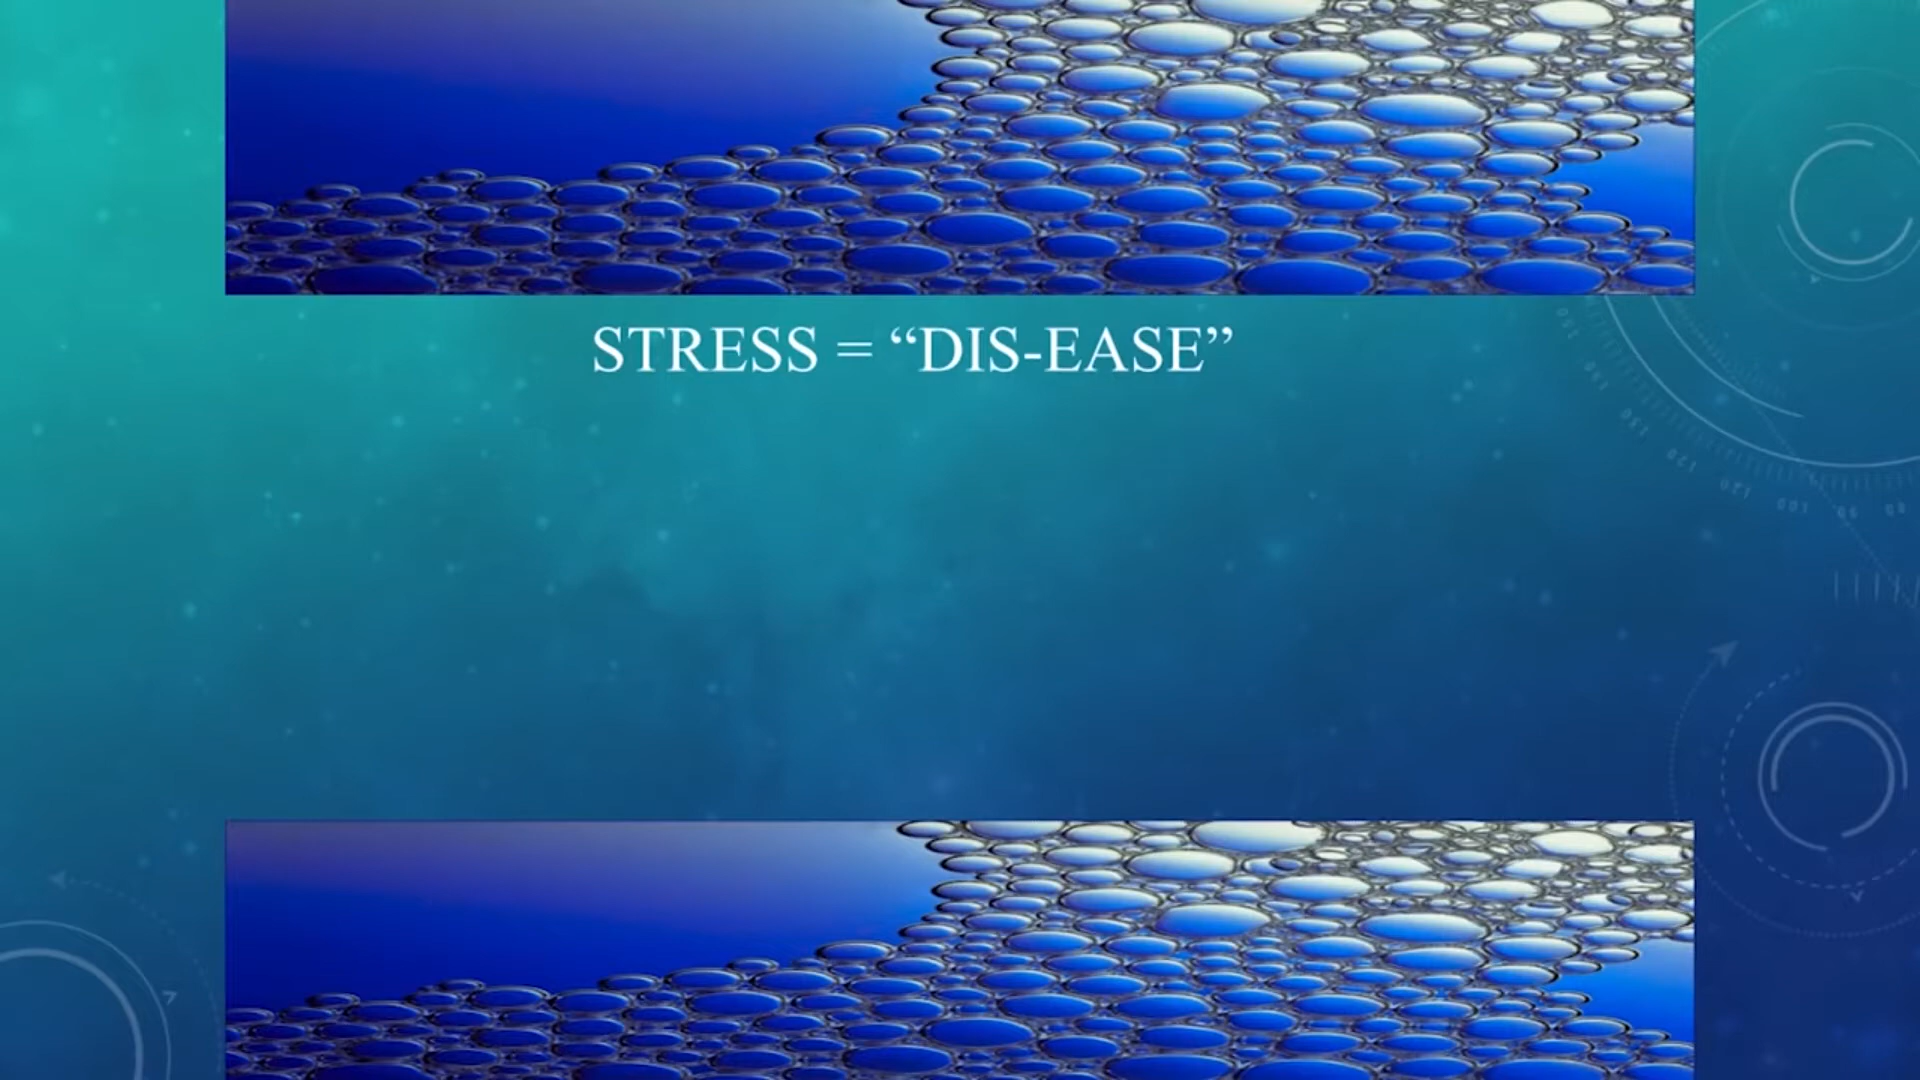 STRESS = “DIS-EASE”